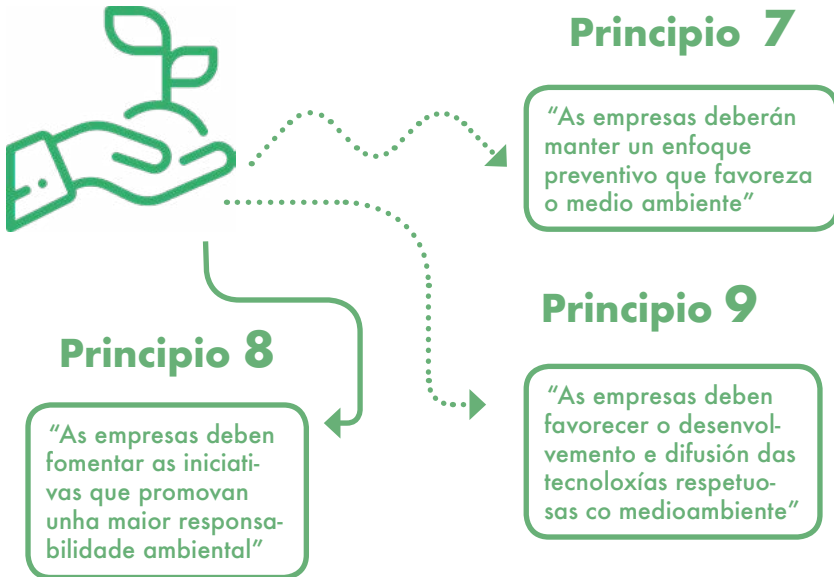 Principio 7
“As empresas deberán
manter un enfoque
preventivo que favoreza
o medio ambiente”
Principio 8
“As empresas deben
fomentar as iniciati-
vas que promovan
unha maior responsa-
bilidade ambiental”
Principio 9
“As empresas deben
favorecer o desenvol-
vemento e difusión das
tecnoloxías respetuo-
sas co medioambiente”